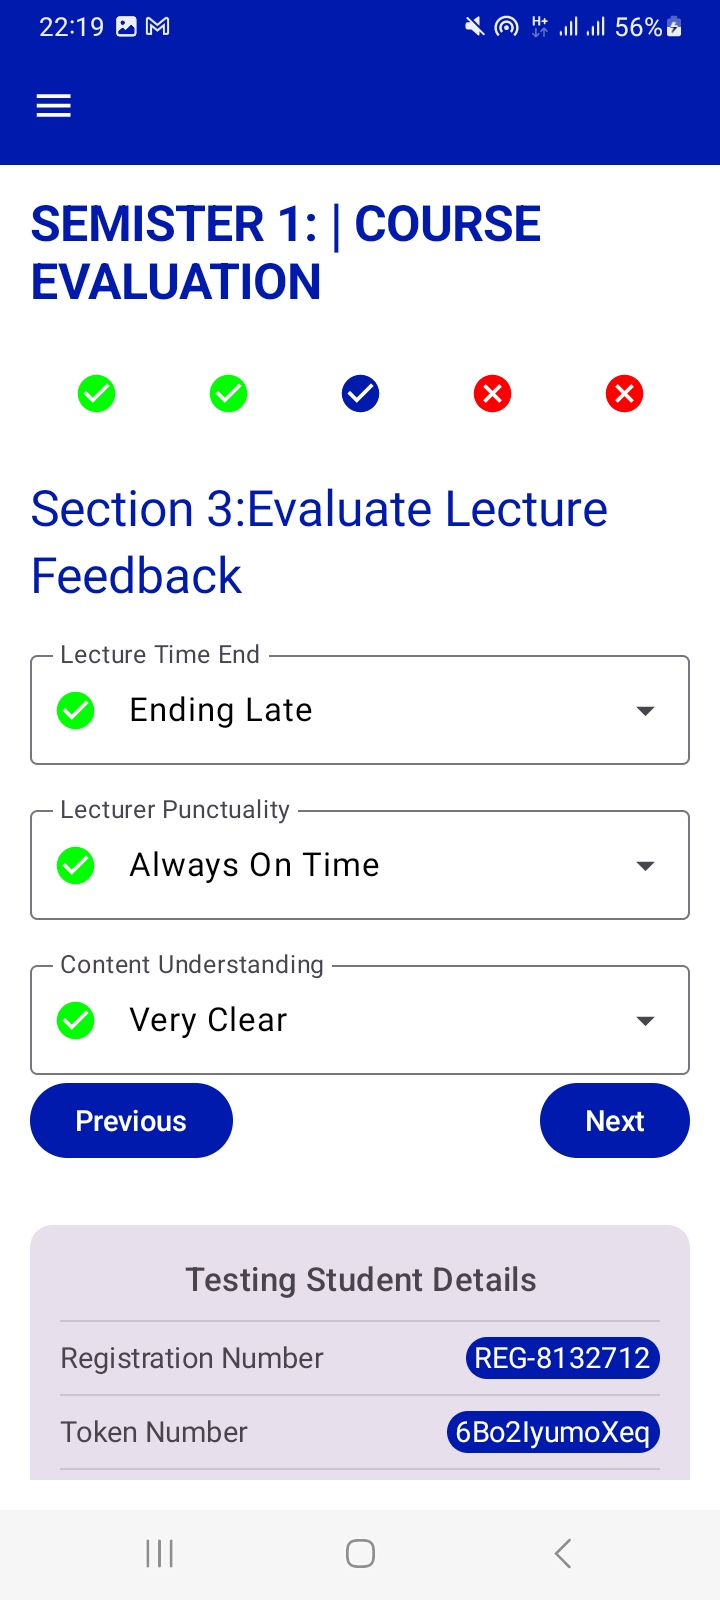 22:19 H+ 56%
SEMISTER 1: | COURSE
EVALUATION
Section 3:Evaluate Lecture
Feedback
Lecture Time End
Ending Late
Lecturer Punctuality
Always On Time
Content Understanding
Very Clear
Previous Next
Testing Student Details
Registration Number REG-8132712
Token Number 6Bo2IyumoXeq